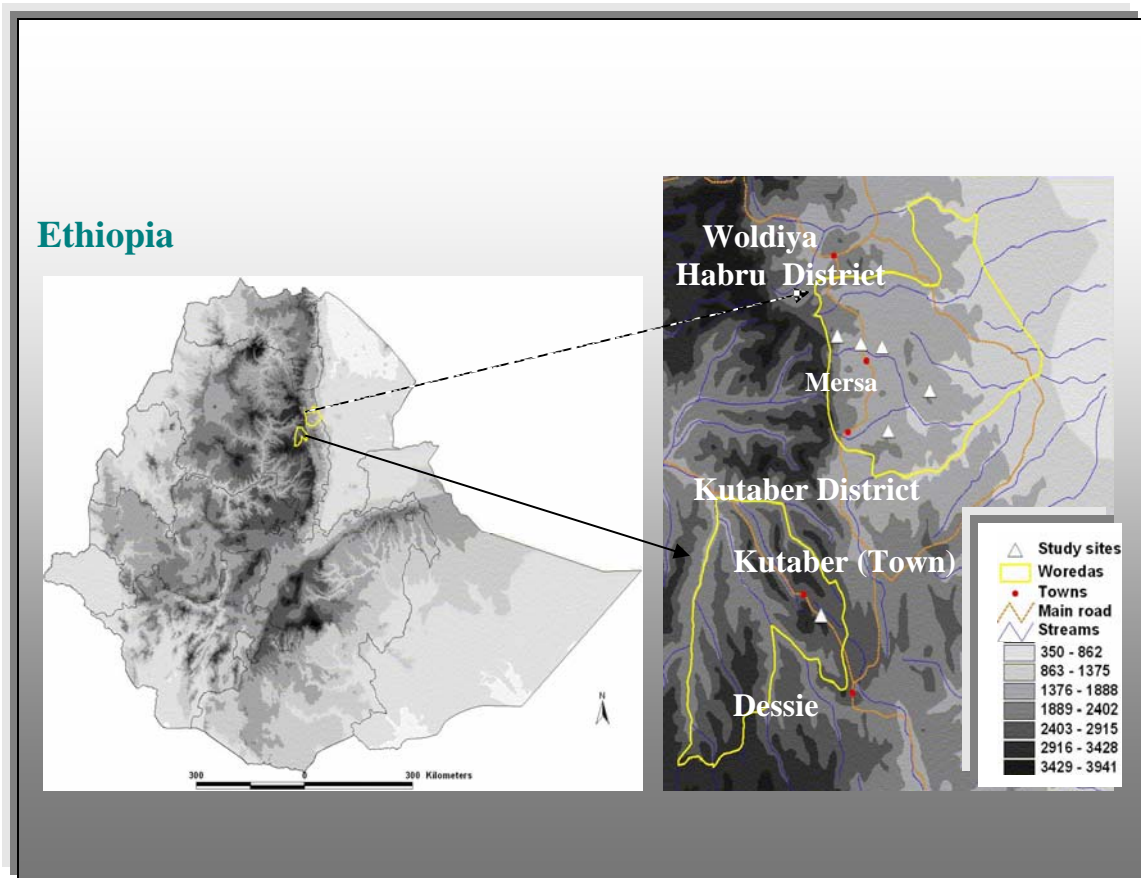 Ethiopia
Woldiya
Habru District
Mersa
Kutaber District
Kutaber (Town)
Dessie
N
300 0 300 Kilometers
Study sites
Woredas
Towns
Main road
Streams
350 - 862
863 - 1375
1376 - 1888
1889 - 2402
2403 - 2915
2916 - 3428
3429 - 3941